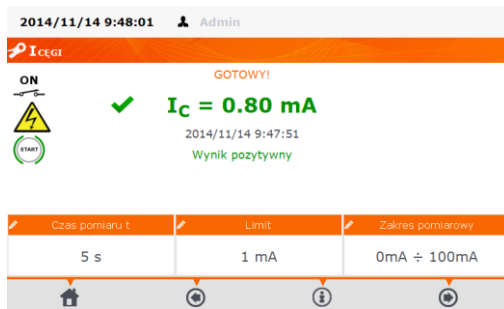 2014/11/14 9:48:01 Admin
I CĘGI
ON
GOTOWY!
IC = 0.80 mA
2014/11/14 9:47:51
START
Wynik pozytywny
Czas pomiaru t Limit Zakres pomiarowy
5 s 1 mA 0mA ÷ 100mA